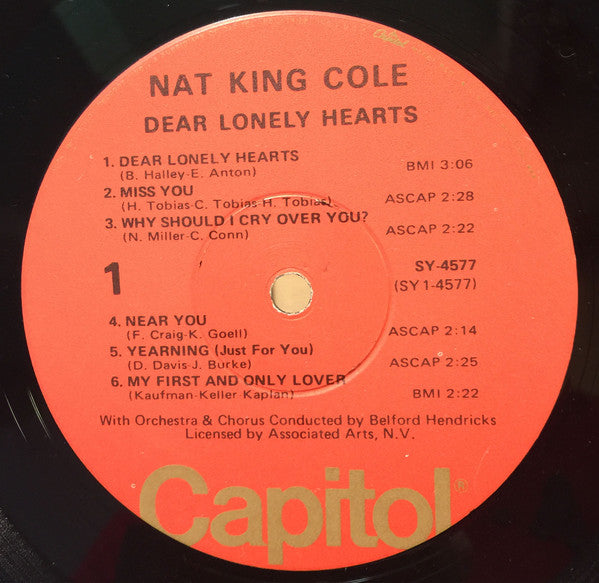 Capitol
NAT KING COLE
DEAR LONELY HEARTS
1. DEAR LONELY HEARTS BMI 3:06
(B. Halley-E. Anton)
2. MISS YOU ASCAP 2:28
(H. Tobias-C. Tobias-H. Tobias)
3. WHY SHOULD I CRY OVER YOU? ASCAP 2:22
(N. Miller-C. Conn)
1 SY-4577
(SY1-4577)
4. NEAR YOU ASCAP 2:14
(F. Craig-K. Goell)
5. YEARNING (Just For You) ASCAP 2:25
(D. Davis-J. Burke)
6. MY FIRST AND ONLY LOVER BMI 2:22
(Kaufman-Keller Kaplan)
With Orchestra & Chorus Conducted by Belford Hendricks
Licensed by Associated Arts, N.V.
Capitol®